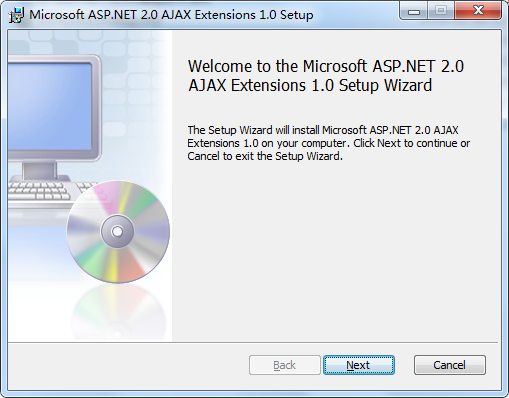 Microsoft ASP.NET 2.0 AJAX Extensions 1.0 Setup
Welcome to the Microsoft ASP.NET 2.0
AJAX Extensions 1.0 Setup Wizard
The Setup Wizard will install Microsoft ASP.NET 2.0 AJAX
Extensions 1.0 on your computer. Click Next to continue or
Cancel to exit the Setup Wizard.
Back
Next
Cancel